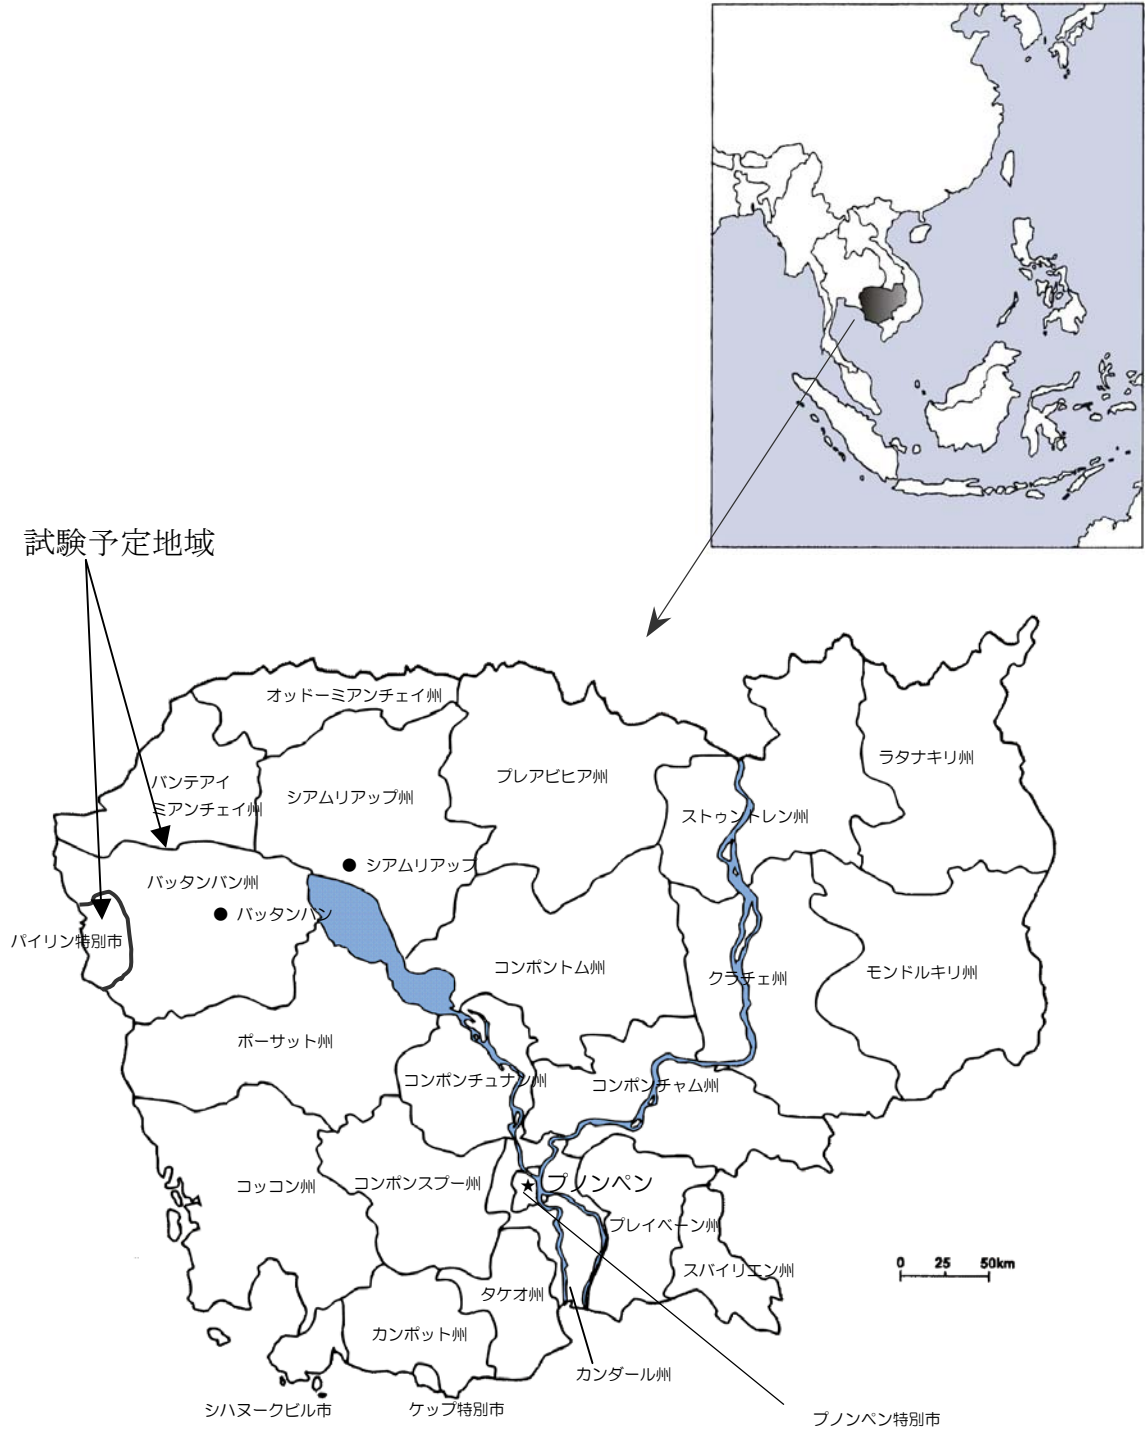 試験予定地域
オッドーミアンチェイ州
バンテアイ
ミアンチェイ州
シアムリアップ州
プレアビヒア州
ストゥントレン州
ラタナキリ州
シアムリアップ
バッタンバン州
バッタンバン
パイリン特別市
コンポントム州
クラチェ州
モンドルキリ州
ポーサット州
コンポンチュナン州
コンポンチャム州
コッコン州
コンポンスプー州
プノンペン
プレイベーン州
スバイリエン州
0 25 50km
タケオ州
カンポット州
カンダール州
シハヌークビル市
ケップ特別市
プノンペン特別市